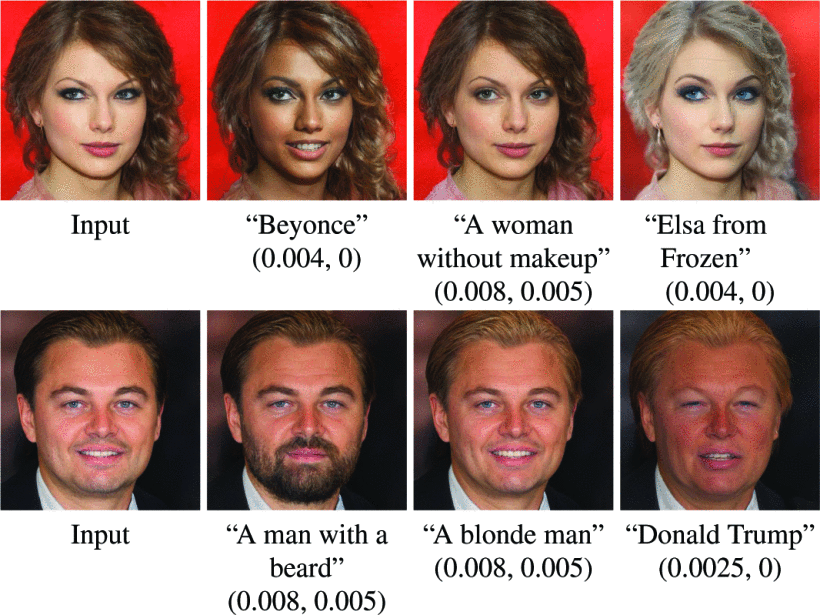 Input
“Beyonce”
(0.004, 0)
“A woman
without makeup”
(0.008, 0.005)
“Elsa from
Frozen”
(0.004, 0)
Input
“A man with a
beard”
(0.008, 0.005)
“A blonde man”
(0.008, 0.005)
“Donald Trump”
(0.0025, 0)